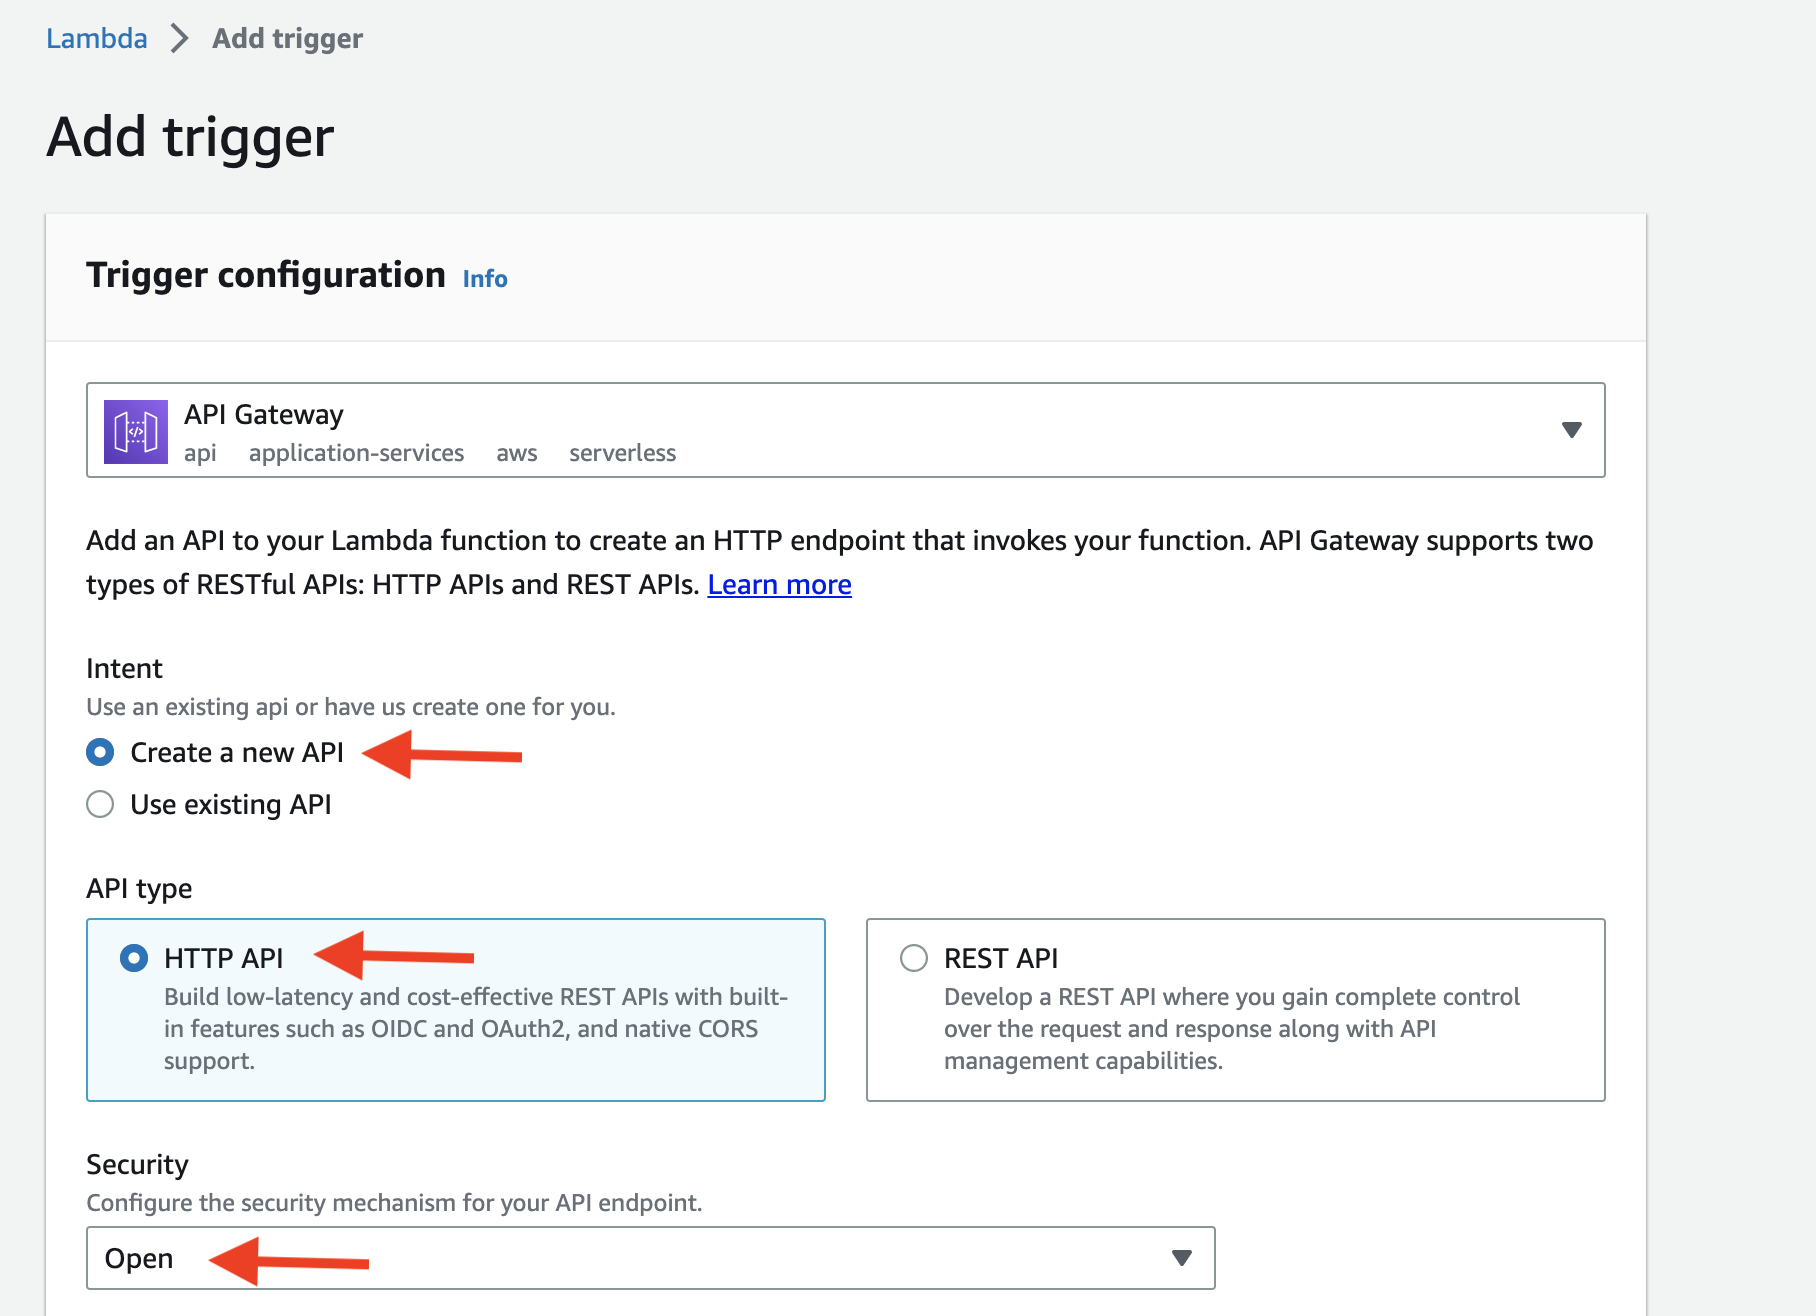 Lambda > Add trigger
Add trigger
Trigger configuration Info
API Gateway
api application-services aws serverless
Add an API to your Lambda function to create an HTTP endpoint that invokes your function. API Gateway supports two
types of RESTful APIs: HTTP APIs and REST APIs. Learn more
Intent
Use an existing api or have us create one for you.
Create a new API
Use existing API
API type
HTTP API
Build low-latency and cost-effective REST APIs with built-
in features such as OIDC and OAuth2, and native CORS
support.
REST API
Develop a REST API where you gain complete control
over the request and response along with API
management capabilities.
Security
Configure the security mechanism for your API endpoint.
Open